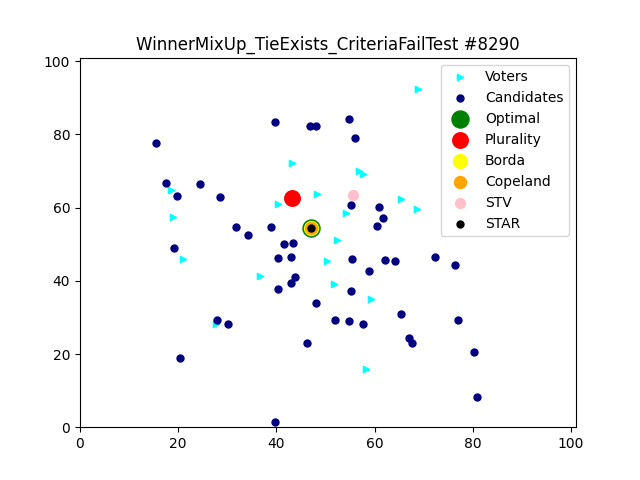 WinnerMixUp_TieExists_CriteriaFailTest #8290
100
80
60
40
20
0
0
20
40
60
80
100
Voters
Candidates
Optimal
Plurality
Borda
Copeland
STV
STAR